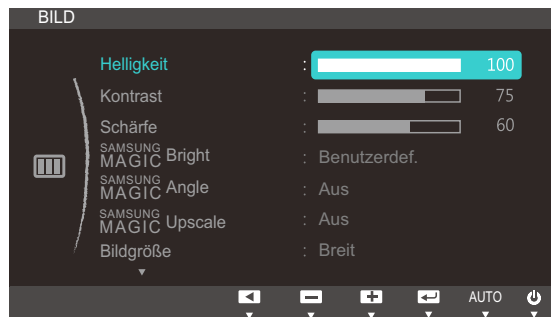 BILD
Helligkeit : 100
Kontrast : 75
Schärfe : 60
SAMSUNG MAGIC Bright : Benutzerdef.
SAMSUNG MAGIC Angle : Aus
SAMSUNG MAGIC Upscale : Aus
Bildgröße : Breit
AUTO